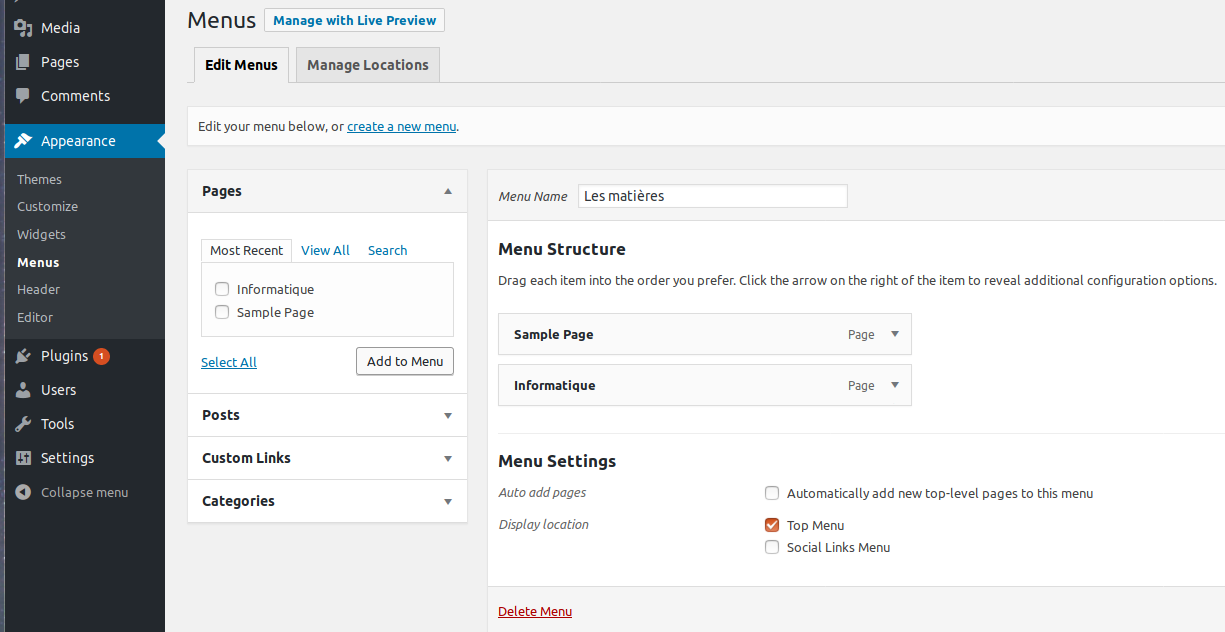 Media
Pages
Comments
Appearance
Themes
Customize
Widgets
Menus
Header
Editor
Plugins 1
Users
Tools
Settings
Collapse menu
Menus Manage with Live Preview
Edit Menus Manage Locations
Edit your menu below, or create a new menu.
Pages
Most Recent View All Search
Informatique
Sample Page
Select All Add to Menu
Posts
Custom Links
Categories
Menu Name Les matières
Menu Structure
Drag each item into the order you prefer. Click the arrow on the right of the item to reveal additional configuration options.
Sample Page Page
Informatique Page
Menu Settings
Auto add pages Automatically add new top-level pages to this menu
Display location Top Menu
Social Links Menu
Delete Menu